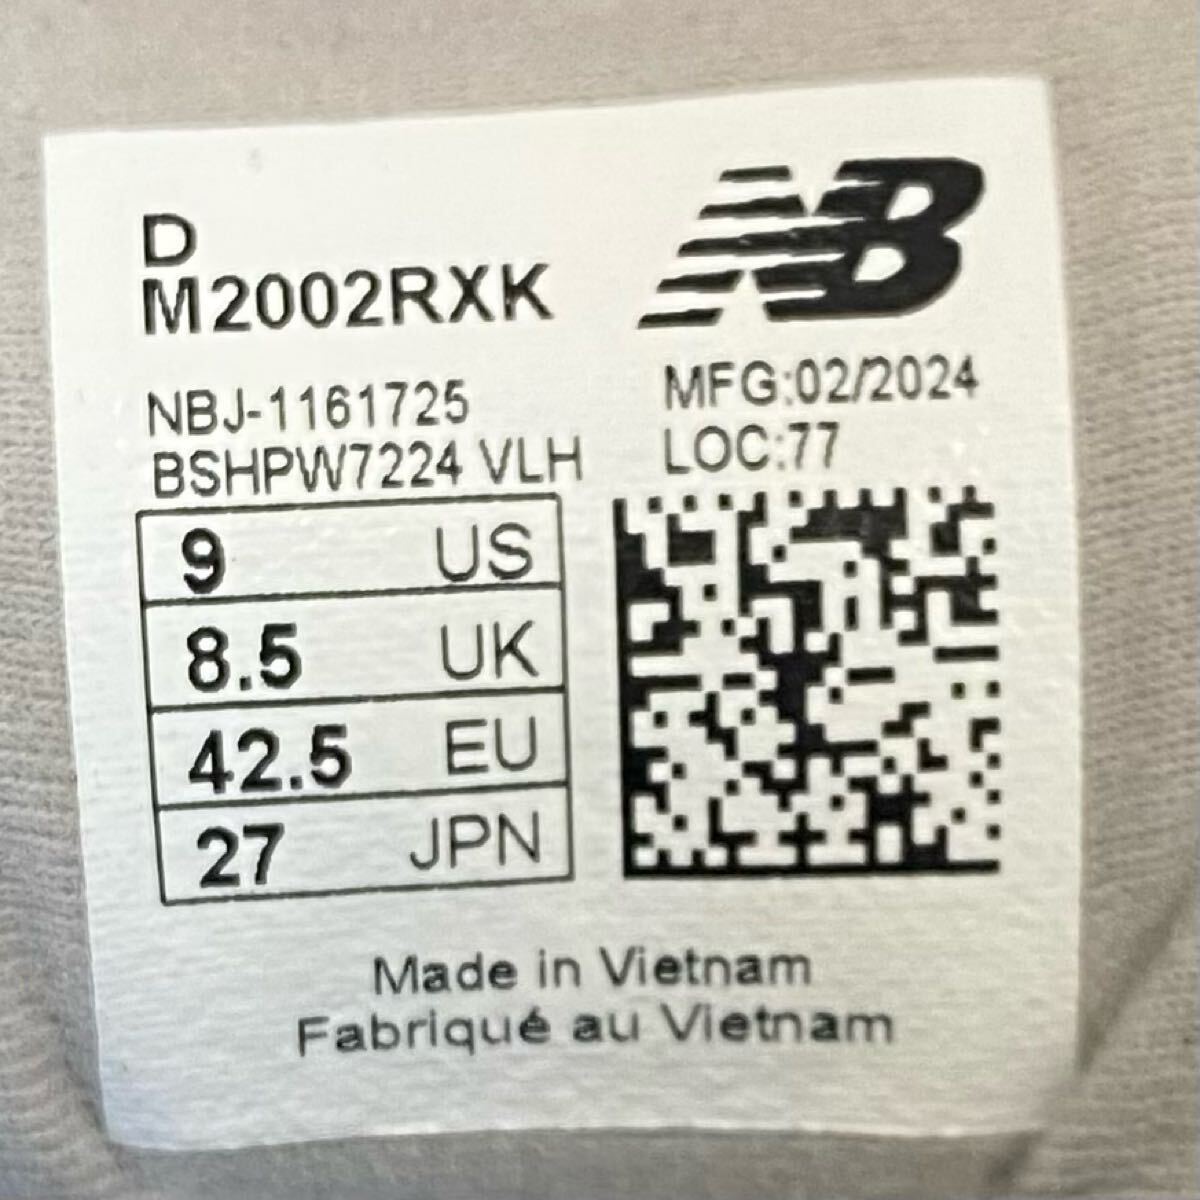 D
M2002RXK
NB
NBJ-1161725
BSHPW7224 VLH
MFG:02/2024
LOC:77
9 US
8.5 UK
42.5 EU
27 JPN
Made in Vietnam
Fabriqué au Vietnam